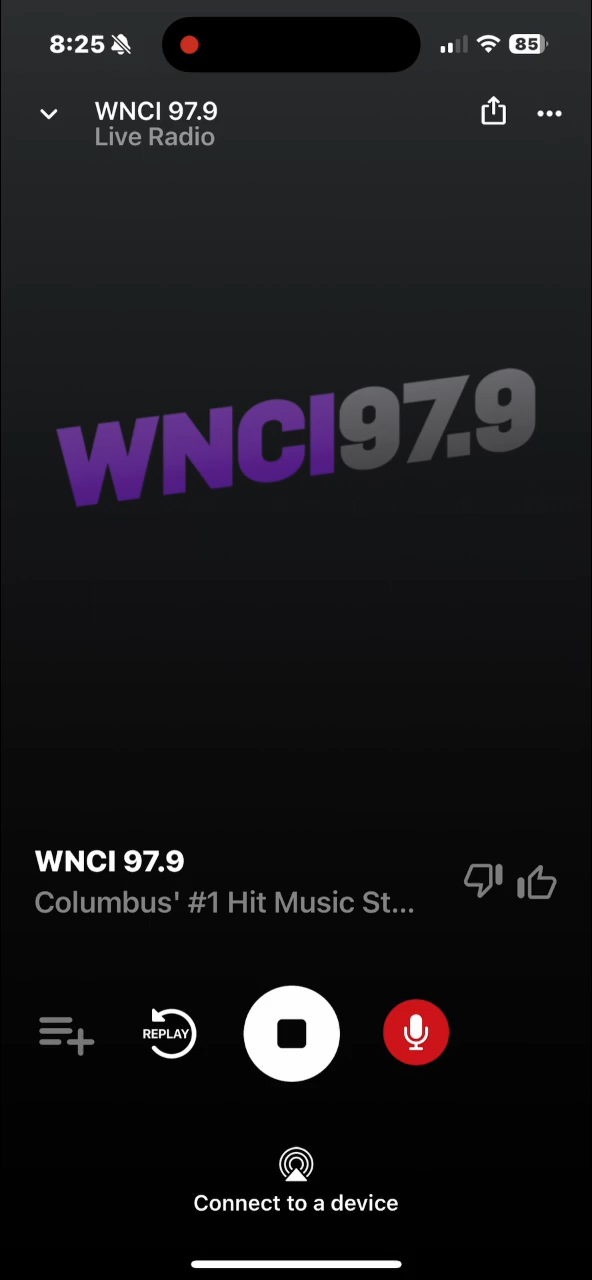 8:25
85
WNCI 97.9
Live Radio
WNCI97.9
WNCI 97.9
Columbus' #1 Hit Music St...
REPLAY
Connect to a device